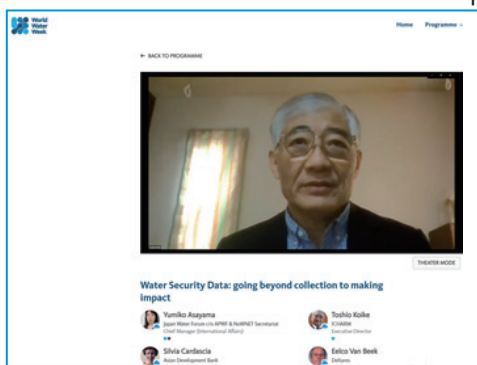 World
Water
Week
Home Programme
← BACK TO PROGRAMME
THEATER MODE
Water Security Data: going beyond collection to making
impact
Yumiko Asayama
Japan Water Forum c/o APWF & NoWNET Secretariat
Chief Manager (International Affairs)
Toshio Koike
ICHARM
Executive Director
Silvia Cardascia
Asian Development Bank
Eelco Van Beek
Deltares